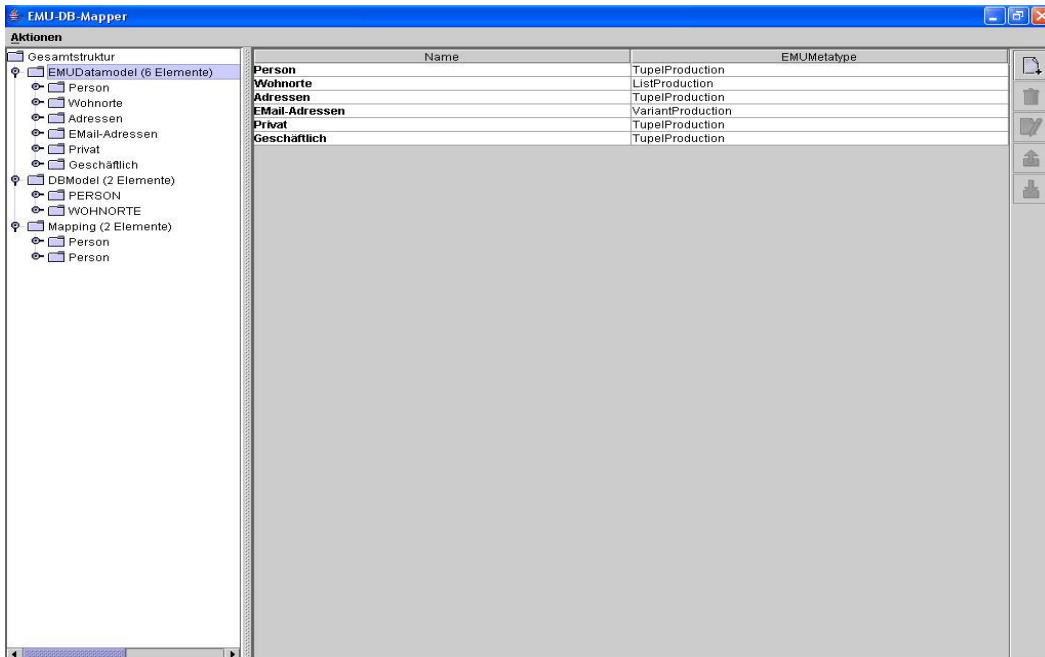 EMU-DB-Mapper
Aktionen
Gesamtstruktur
EMUDatamodel (6 Elemente)
Person
Wohnorte
Adressen
EMail-Adressen
Privat
Geschäftlich
DBModel (2 Elemente)
PERSON
WOHNORTE
Mapping (2 Elemente)
Person
Person
Name EMUMetatype
Person TupelProduction
Wohnorte ListProduction
Adressen TupelProduction
EMail-Adressen VariantProduction
Privat TupelProduction
Geschäftlich TupelProduction